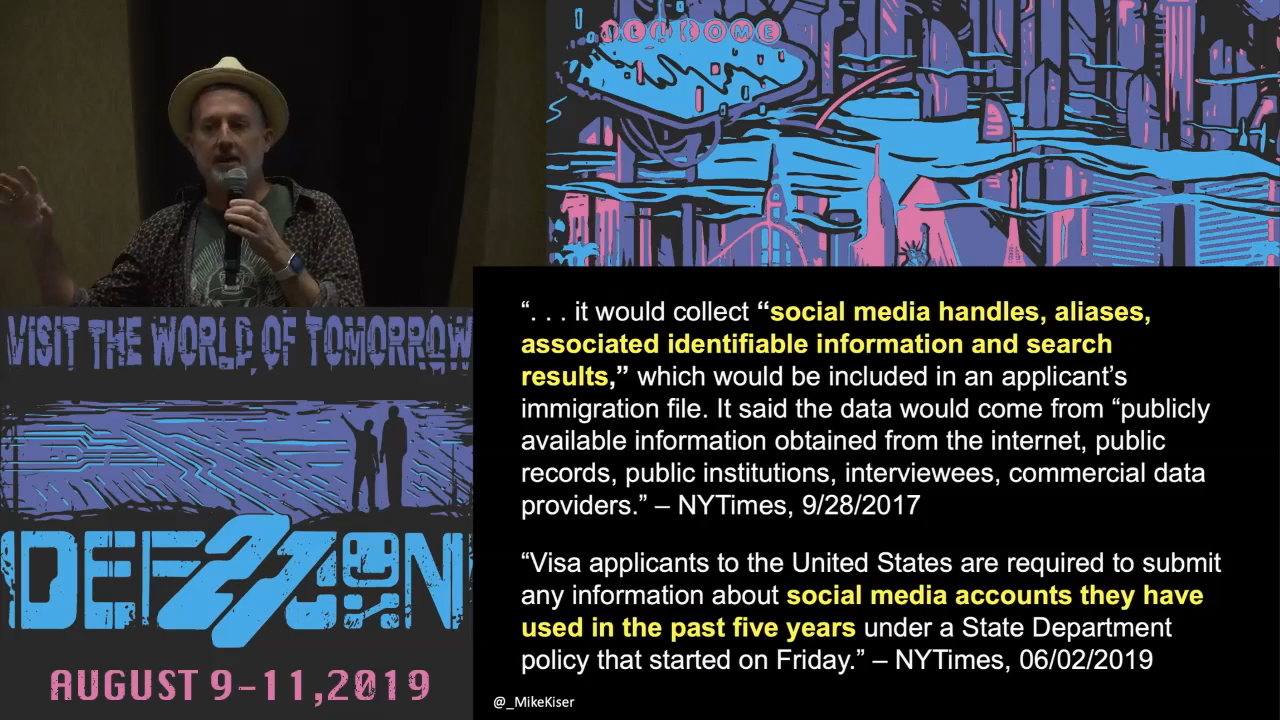 WELCOME
VISIT THE WORLD OF TOMORROW
DEF27CON
AUGUST 9-11,2019
“. . . it would collect “social media handles, aliases,
associated identifiable information and search
results,” which would be included in an applicant’s
immigration file. It said the data would come from “publicly
available information obtained from the internet, public
records, public institutions, interviewees, commercial data
providers.” – NYTimes, 9/28/2017
“Visa applicants to the United States are required to submit
any information about social media accounts they have
used in the past five years under a State Department
policy that started on Friday.” – NYTimes, 06/02/2019
@_MikeKiser